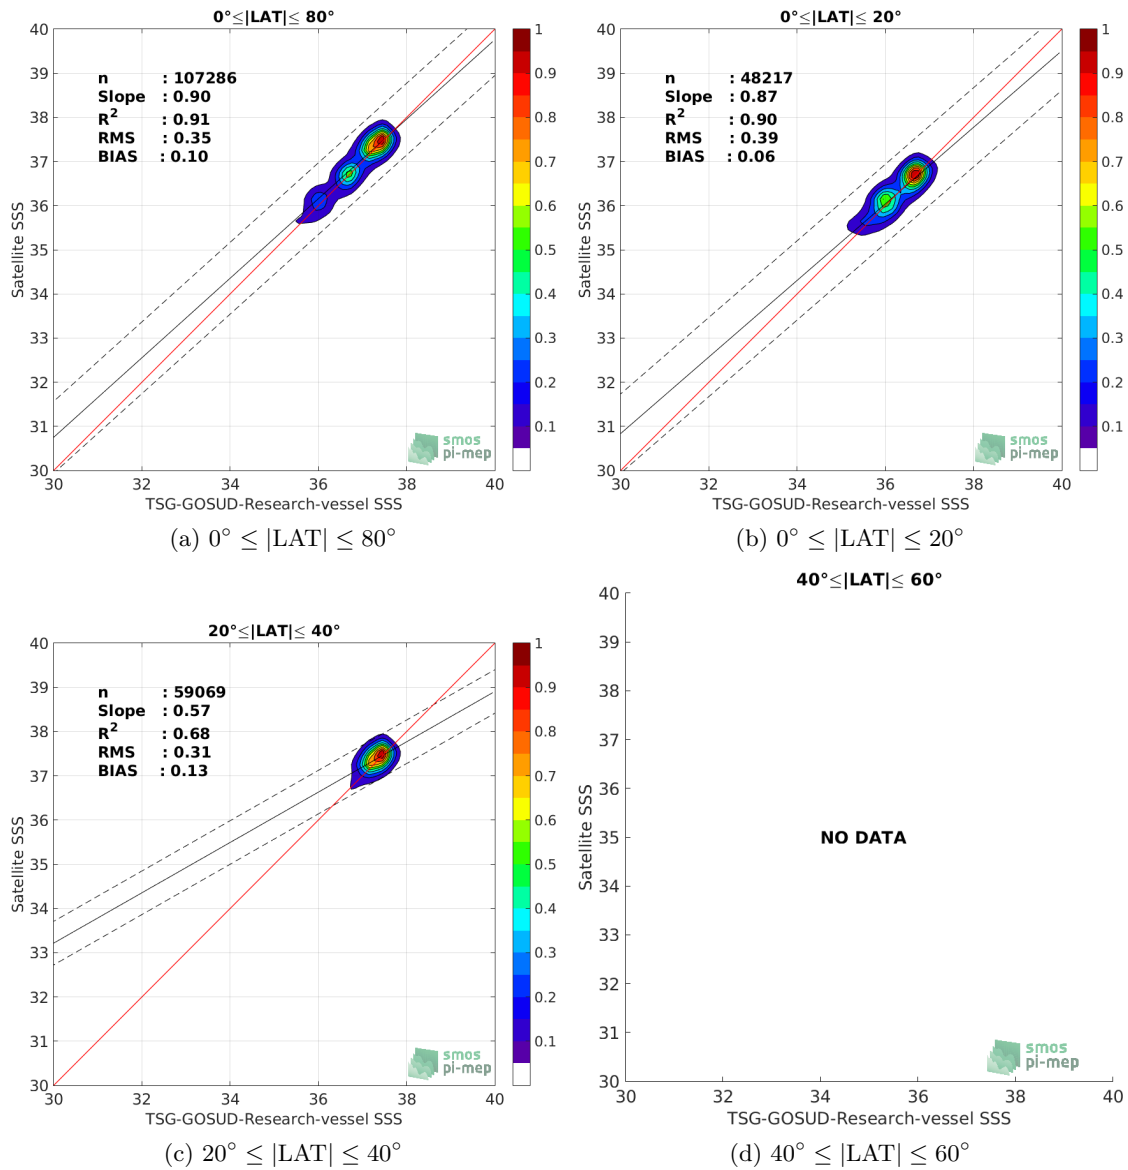 0°≤|LAT|≤ 80°
n : 107286
Slope : 0.90
R² : 0.91
RMS : 0.35
BIAS : 0.10
40
39
38
37
36
35
34
33
32
31
30
Satellite SSS
30 32 34 36 38 40
TSG-GOSUD-Research-vessel SSS
1
0.9
0.8
0.7
0.6
0.5
0.4
0.3
0.2
0.1
smos
pi-mep
(a) 0° ≤ |LAT| ≤ 80°
0°≤|LAT|≤ 20°
n : 48217
Slope : 0.87
R² : 0.90
RMS : 0.39
BIAS : 0.06
40
39
38
37
36
35
34
33
32
31
30
Satellite SSS
30 32 34 36 38 40
TSG-GOSUD-Research-vessel SSS
1
0.9
0.8
0.7
0.6
0.5
0.4
0.3
0.2
0.1
smos
pi-mep
(b) 0° ≤ |LAT| ≤ 20°
20°≤|LAT|≤ 40°
n : 59069
Slope : 0.57
R² : 0.68
RMS : 0.31
BIAS : 0.13
40
39
38
37
36
35
34
33
32
31
30
Satellite SSS
30 32 34 36 38 40
TSG-GOSUD-Research-vessel SSS
1
0.9
0.8
0.7
0.6
0.5
0.4
0.3
0.2
0.1
smos
pi-mep
(c) 20° ≤ |LAT| ≤ 40°
40°≤|LAT|≤ 60°
40
39
38
37
36
35
34
33
32
31
30
Satellite SSS
NO DATA
30 32 34 36 38 40
TSG-GOSUD-Research-vessel SSS
smos
pi-mep
(d) 40° ≤ |LAT| ≤ 60°